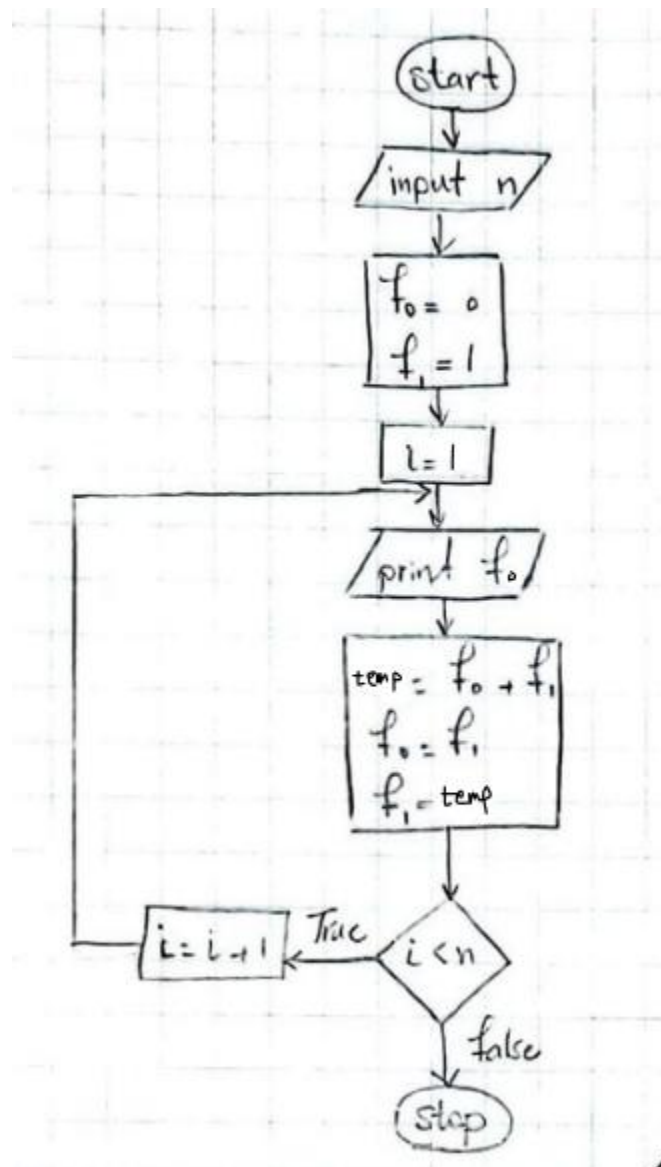 start
input n
f₀ = 0
f₁ = 1
i = 1
print f₀
temp = f₀ + f₁
f₀ = f₁
f₁ = temp
i < n
True
i = i + 1
false
stop